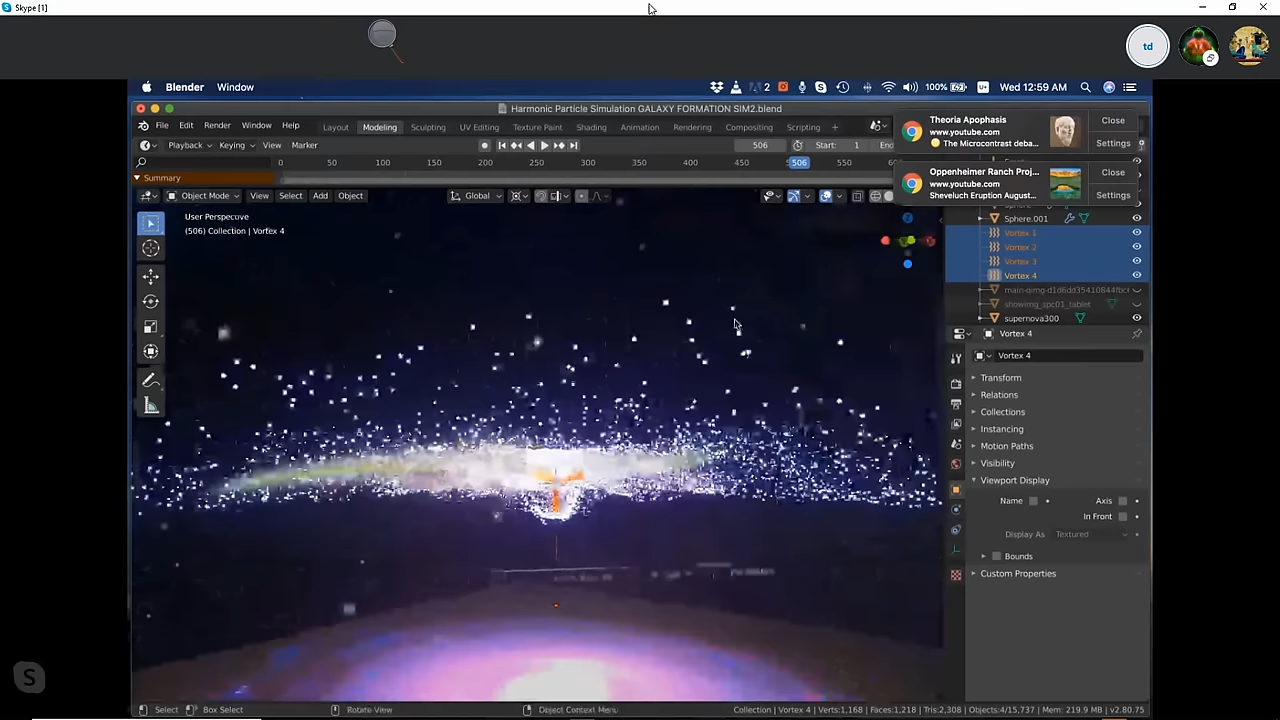 Skype [1]
td
Blender Window
2 100% Wed 12:59 AM
Harmonic Particle Simulation GALAXY FORMATION SIM2.blend
File Edit Render Window Help
Layout Modeling Sculpting UV Editing Texture Paint Shading Animation Rendering Compositing Scripting +
Theoria Apophasis
www.youtube.com
The Microcontrast deba...
Close
Settings
Playback Keying View Marker
506 Start: 1 End
0 50 100 150 200 250 300 350 400 450 506 550 600
Summary
Oppenheimer Ranch Proj...
www.youtube.com
Sheveluch Eruption August...
Close
Settings
Object Mode View Select Add Object
Global
User Perspective
(506) Collection | Vortex 4
Sphere.001
Vortex 1
Vortex 2
Vortex 3
Vortex 4
showimg_spc01_tablet
supernova300
Vortex 4
Vortex 4
Transform
Relations
Collections
Instancing
Motion Paths
Visibility
Viewport Display
Name Axis
In Front
Display As Textured
Bounds
Custom Properties
Select Box Select Rotate View Object Context Menu
Collection | Vortex 4 | Verts:1,168 | Faces:1,218 | Tris:2,308 | Objects:4/15,737 | Mem: 219.9 MB | v2.80.75